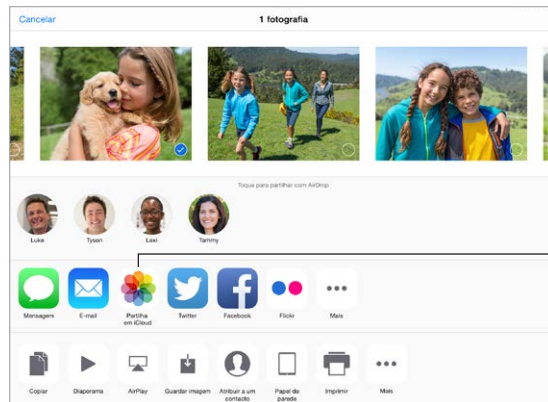 Cancelar
1 fotografia
Toque para partilhar com AirDrop
Luke
Tyson
Lexi
Tammy
Mensagem
E-mail
Partilha
em iCloud
Twitter
Facebook
Flickr
Mais
Copiar
Diaporama
AirPlay
Guardar imagem
Atribuir a um
contacto
Papel de
parede
Imprimir
Mais